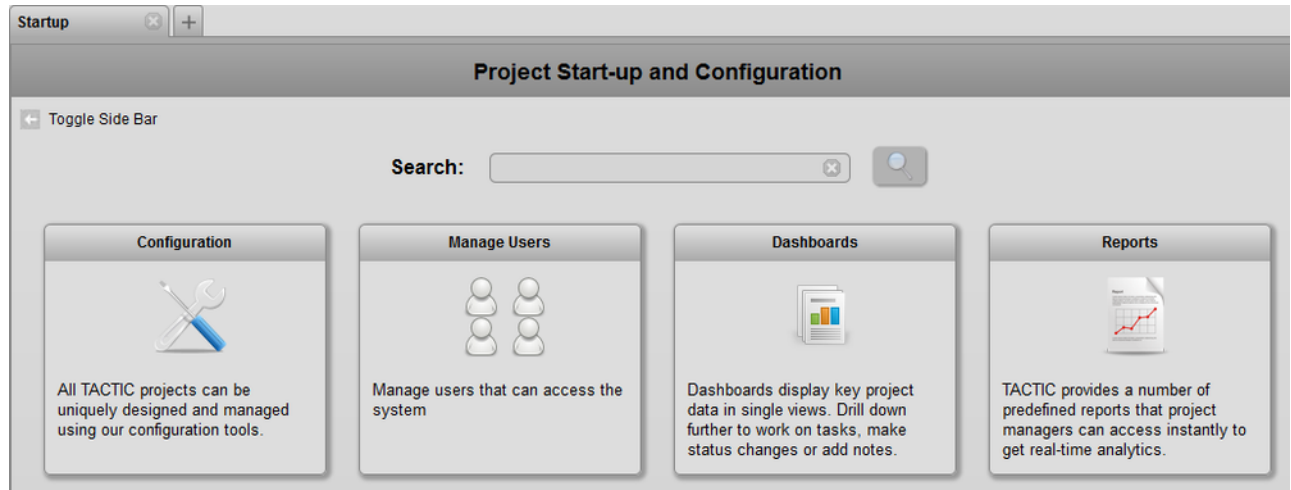 Startup
Project Start-up and Configuration
Toggle Side Bar
Search:
Configuration
All TACTIC projects can be
uniquely designed and managed
using our configuration tools.
Manage Users
Manage users that can access the
system
Dashboards
Dashboards display key project
data in single views. Drill down
further to work on tasks, make
status changes or add notes.
Reports
Report
TACTIC provides a number of
predefined reports that project
managers can access instantly to
get real-time analytics.